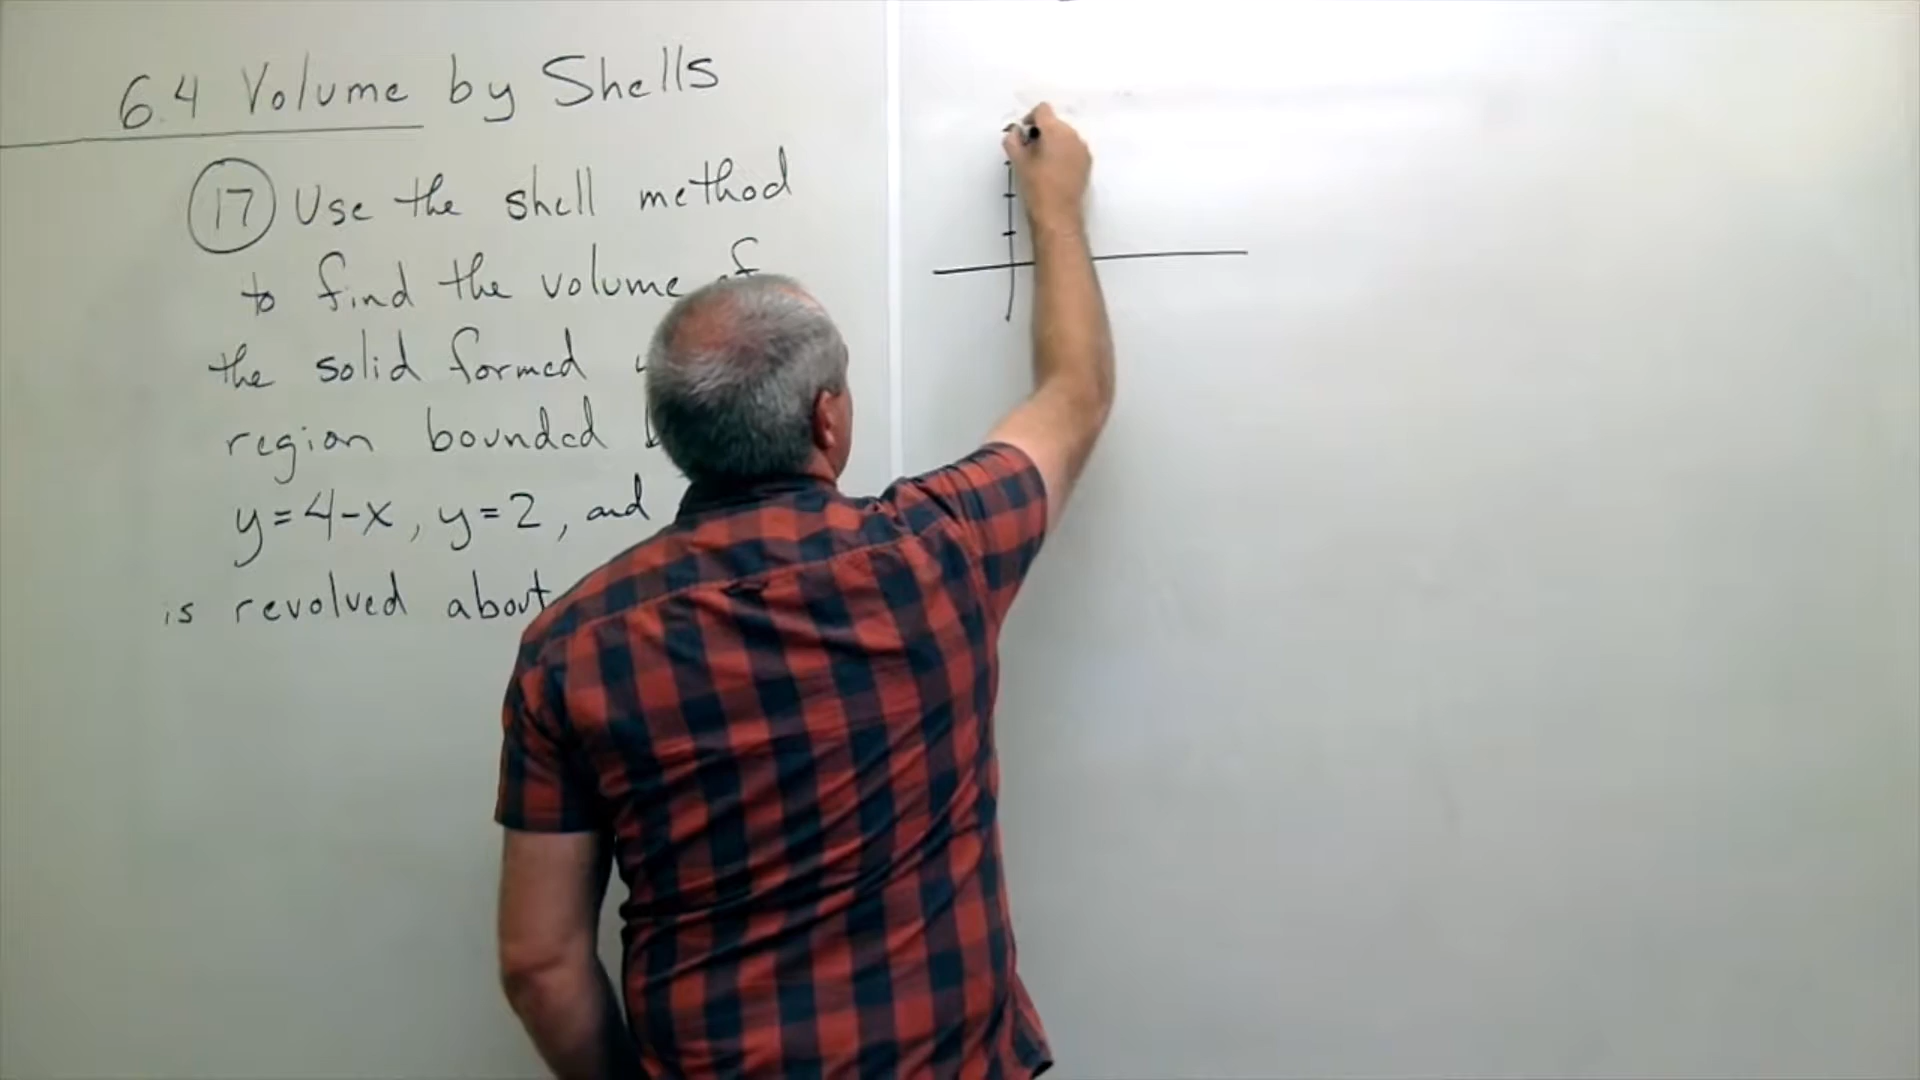 6.4 Volume by Shells
17 Use the shell method
to find the volume of
the solid formed
region bounded
y=4-x, y=2, and
is revolved about